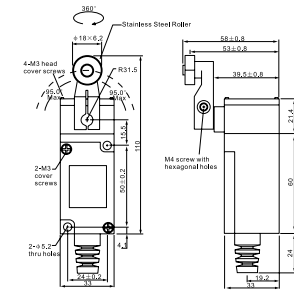 360°
Stainless Steel Roller
ϕ18×6.2
4-M3 head
cover screws
R31.5
95.0°
Max
95.0°
Max
15.5
110
2-M3
cover
screws
50±0.2
2-ϕ5.2
thru holes
4
24±0.2
33
58±0.8
53±0.8
39.5±0.8
21.4
M4 screw with
hexagonal holes
60
24
19.2
33